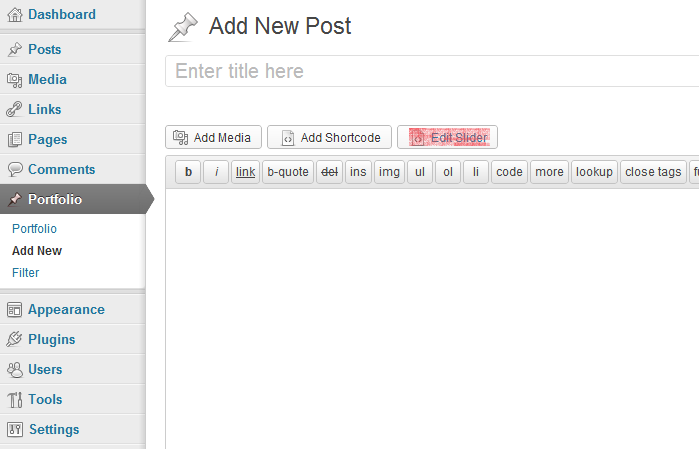 Dashboard
Posts
Media
Links
Pages
Comments
Portfolio
Portfolio
Add New
Filter
Appearance
Plugins
Users
Tools
Settings
Add New Post
Enter title here
Add Media Add Shortcode Edit Slider
b i link b-quote del ins img ul ol li code more lookup close tags